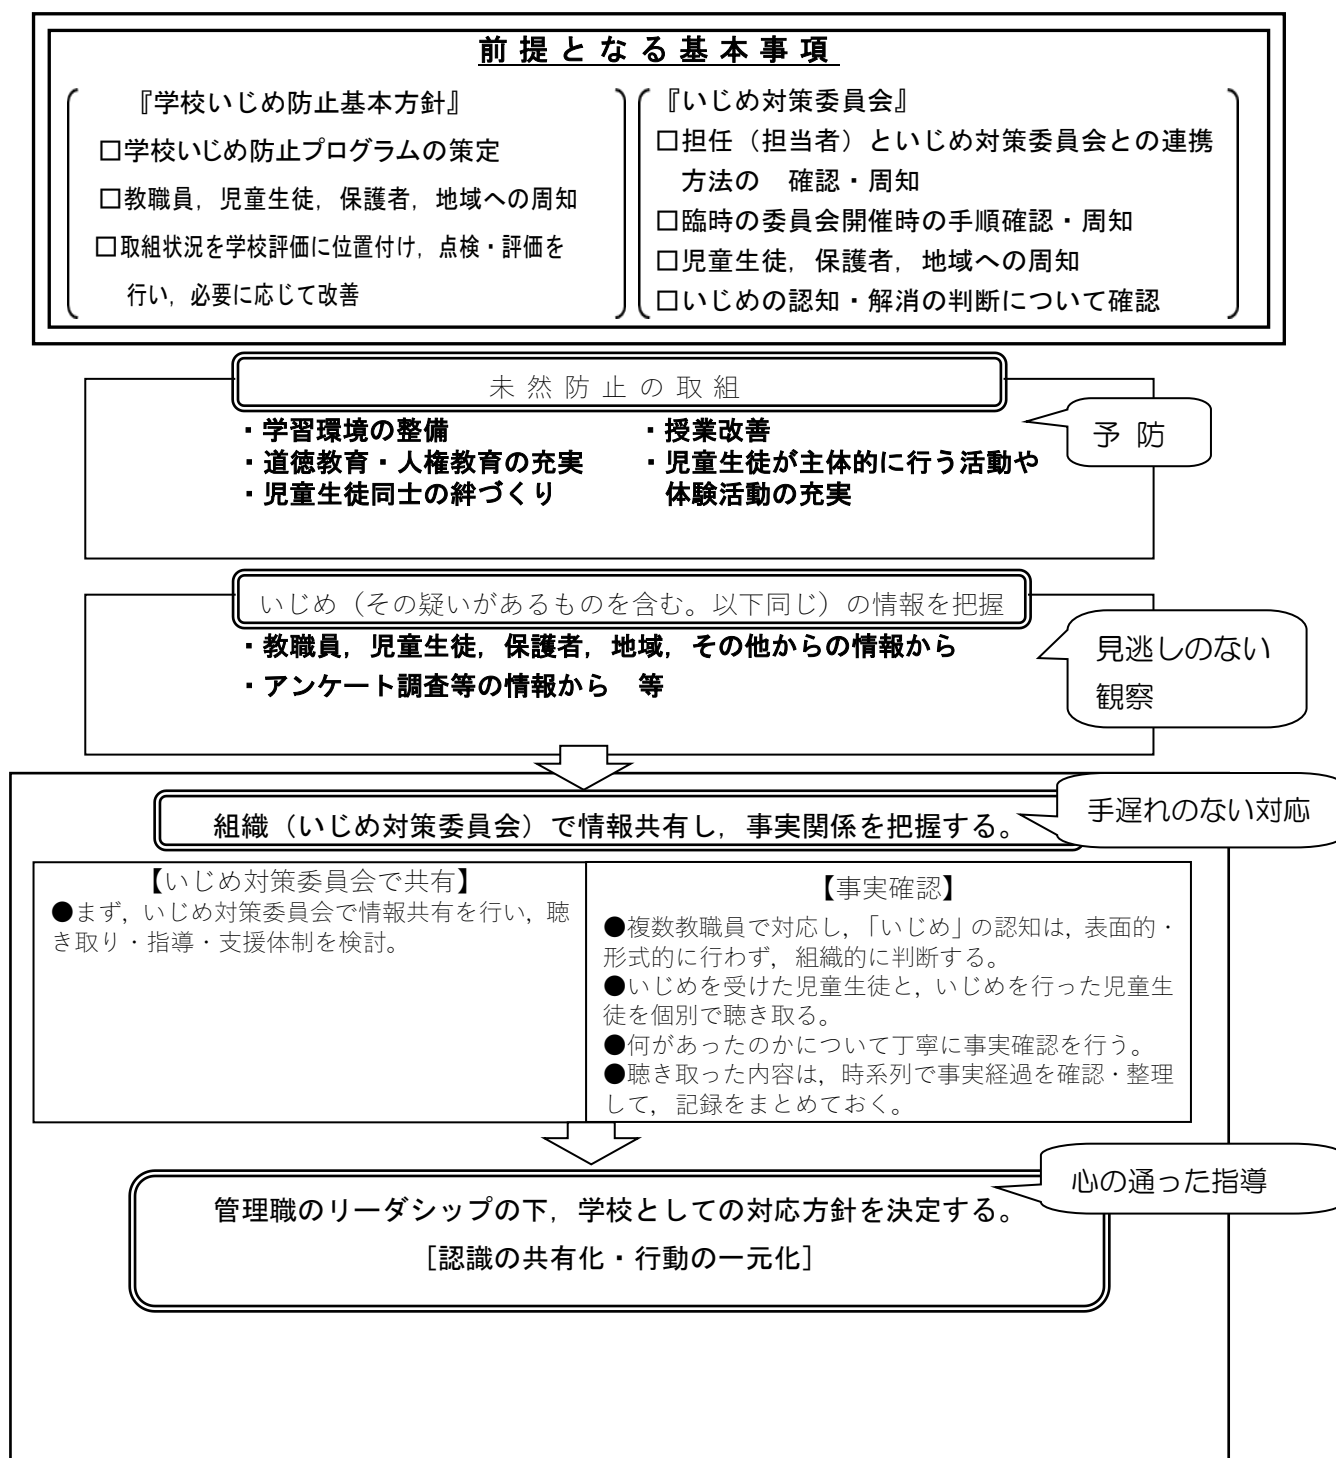 前提となる基本事項
『学校いじめ防止基本方針』
□学校いじめ防止プログラムの策定
□教職員，児童生徒，保護者，地域への周知
□取組状況を学校評価に位置付け，点検・評価を
行い，必要に応じて改善
『いじめ対策委員会』
□担任（担当者）といじめ対策委員会との連携
方法の　確認・周知
□臨時の委員会開催時の手順確認・周知
□児童生徒，保護者，地域への周知
□いじめの認知・解消の判断について確認
未然防止の取組
予防
・学習環境の整備
・道徳教育・人権教育の充実
・児童生徒同士の絆づくり
・授業改善
・児童生徒が主体的に行う活動や
体験活動の充実
いじめ（その疑いがあるものを含む。以下同じ）の情報を把握
・教職員，児童生徒，保護者，地域，その他からの情報から
・アンケート調査等の情報から　等
見逃しのない
観察
手遅れのない対応
組織（いじめ対策委員会）で情報共有し，事実関係を把握する。
【いじめ対策委員会で共有】
●まず，いじめ対策委員会で情報共有を行い，聴
き取り・指導・支援体制を検討。
【事実確認】
●複数教職員で対応し，「いじめ」の認知は，表面的・
形式的に行わず，組織的に判断する。
●いじめを受けた児童生徒と，いじめを行った児童生
徒を個別で聴き取る。
●何があったのかについて丁寧に事実確認を行う。
●聴き取った内容は，時系列で事実経過を確認・整理
して，記録をまとめておく。
心の通った指導
管理職のリーダシップの下，学校としての対応方針を決定する。
［認識の共有化・行動の一元化］